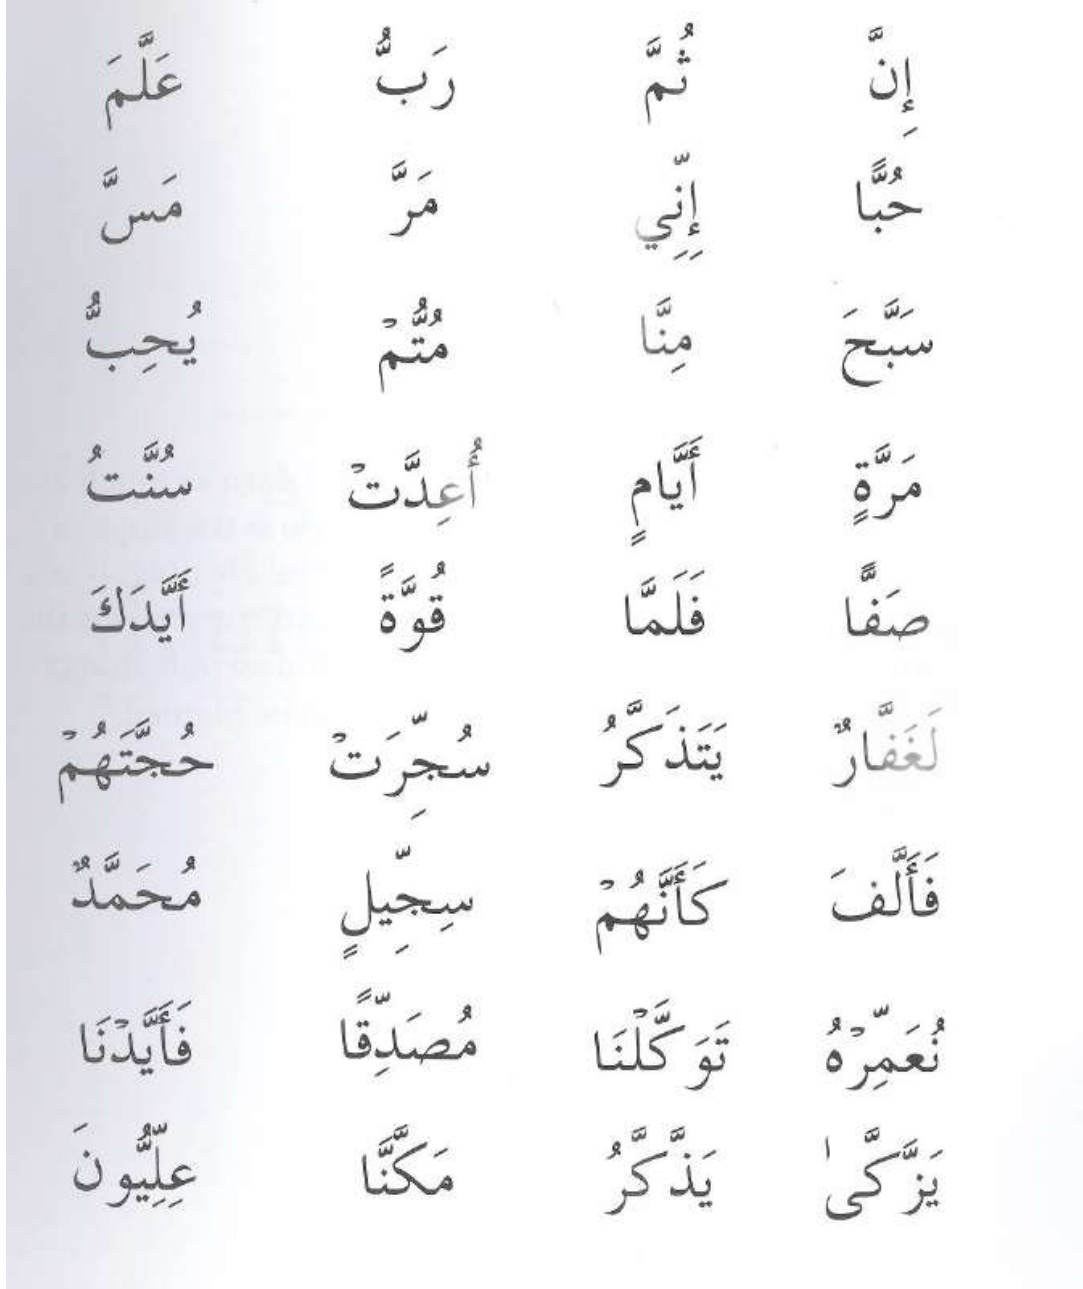 إِنَّ ثُمَّ رَبُّ عَلَّمَ
حُبًّا إِنِّي مَرَّ مَسَّ
سَبَّحَ مِنَّا مُتُّمْ يُحِبُّ
مَرَّةٍ أَيَّامٍ أُعِدَّتْ سُنَّتُ
صَفًّا فَلَمَّا قُوَّةً أَيَّدَكَ
لَغَفَّارٌ يَتَذَكَّرُ سُجِّرَتْ حُجَّتَهُمْ
فَأَلَّفَ كَأَنَّهُمْ سِجِّيلٍ مُحَمَّدٌ
نُعَمِّرْهُ تَوَكَّلْنَا مُصَدِّقًا فَأَيَّدْنَا
يَزَّكَّىٰ يَذَّكَّرُ مَكَّنَّا عِلِّيُّونَ